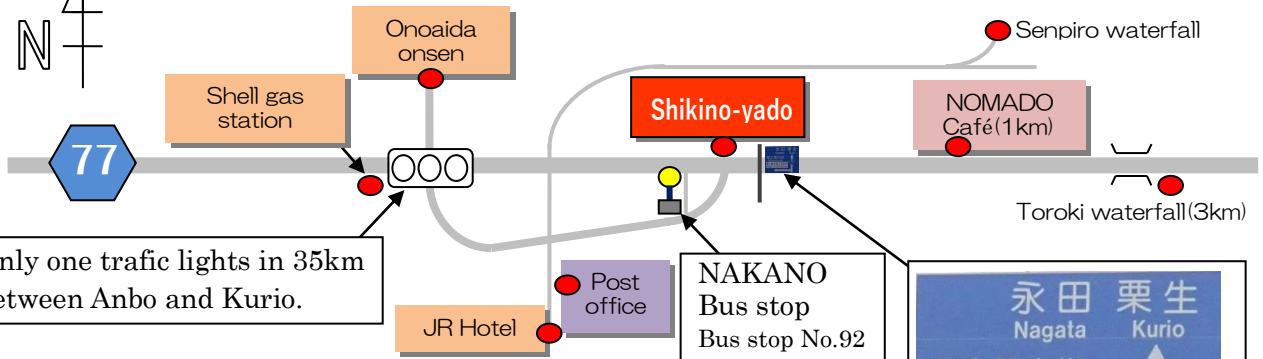 N
Onoaida
onsen
Senpiro waterfall
Shell gas
station
Shikino-yado
NOMADO
Café(1km)
77
Toroki waterfall(3km)
only one trafic lights in 35km
between Anbo and Kurio.
Post
office
JR Hotel
NAKANO
Bus stop
Bus stop No.92
永田 栗生
Nagata Kurio